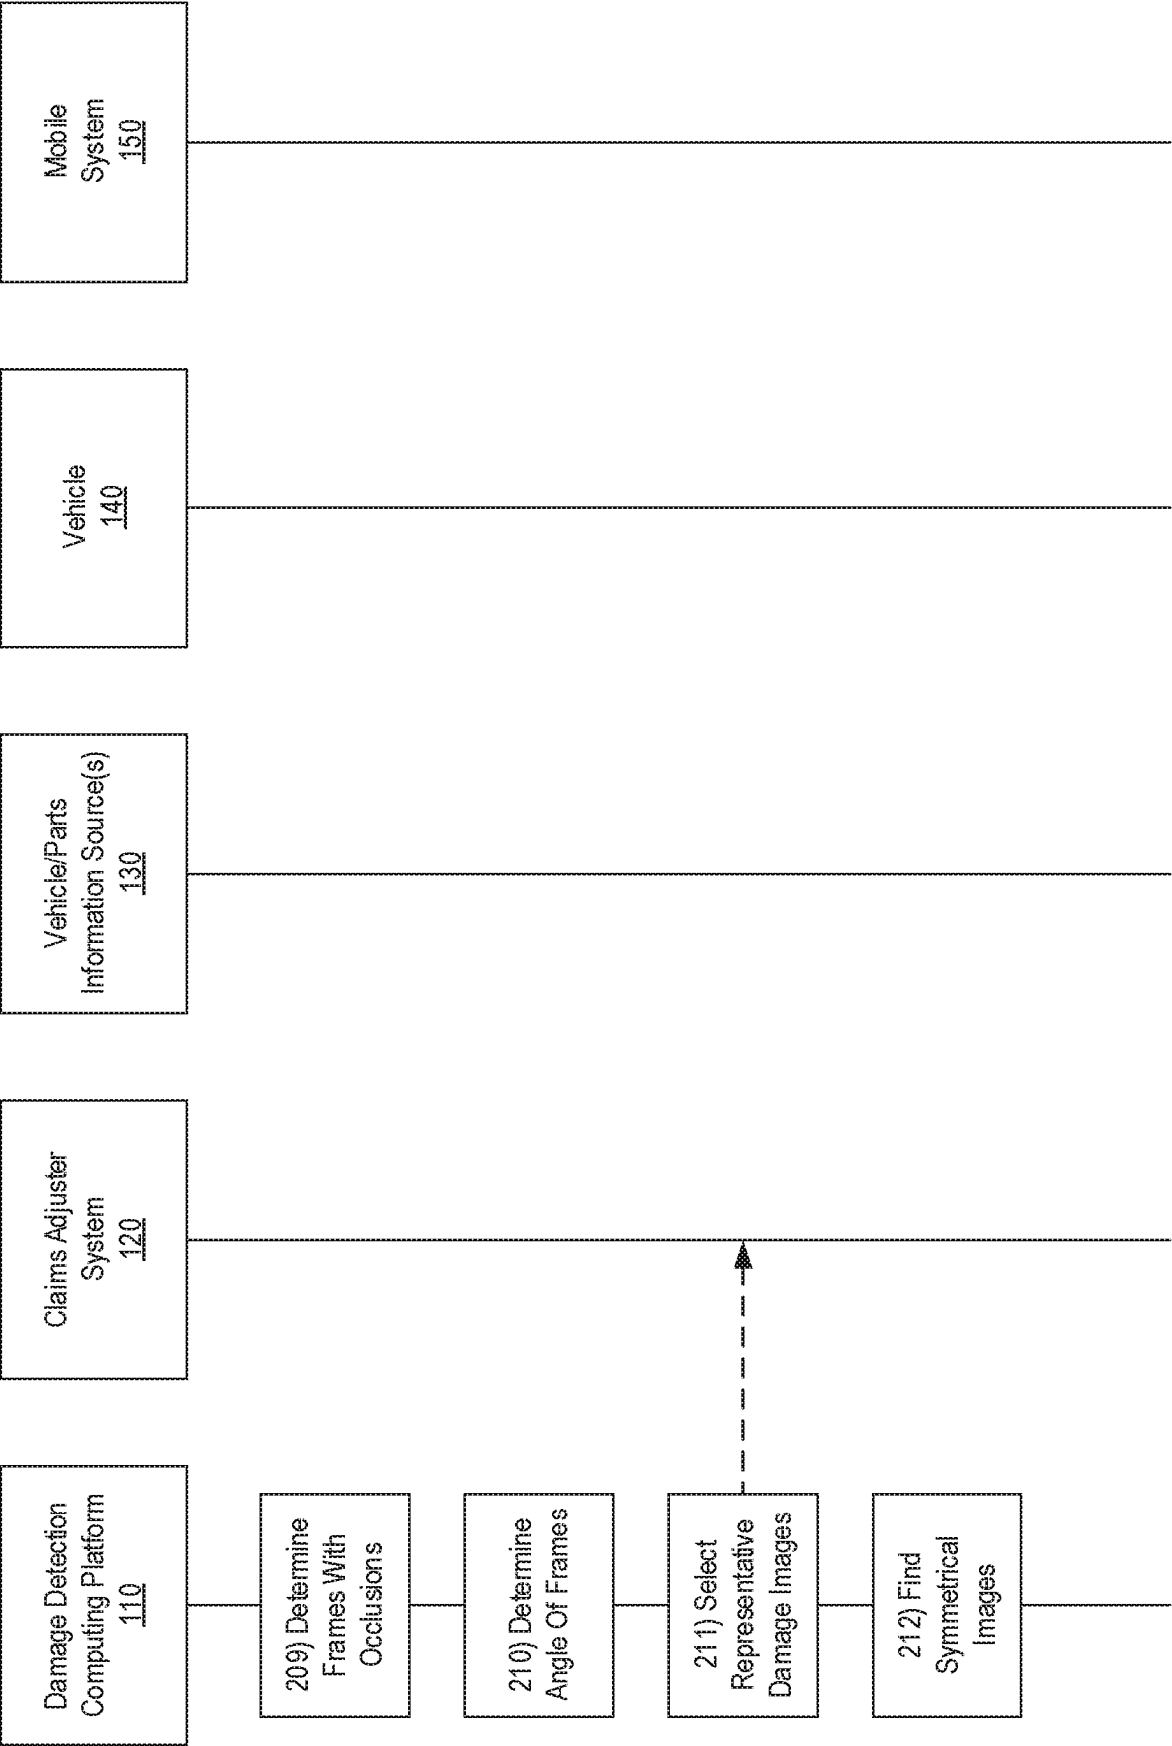 Damage Detection
Computing Platform
110
Claims Adjuster
System
120
Vehicle/Parts
Information Source(s)
130
Vehicle
140
Mobile
System
150
209) Determine
Frames With
Occlusions
210) Determine
Angle Of Frames
211) Select
Representative
Damage Images
212) Find
Symmetrical
Images